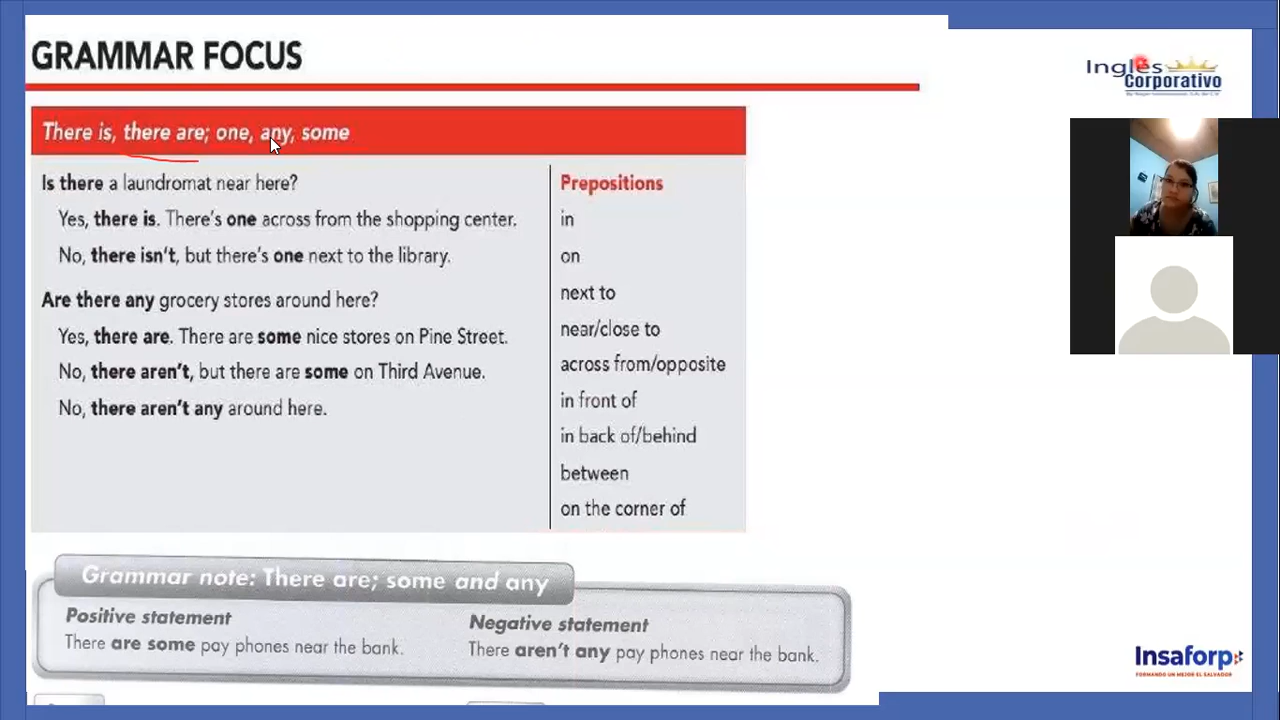 GRAMMAR FOCUS
Inglés
Corporativo
There is, there are; one, any, some
Is there a laundromat near here?
Yes, there is. There's one across from the shopping center.
No, there isn't, but there's one next to the library.
Are there any grocery stores around here?
Yes, there are. There are some nice stores on Pine Street.
No, there aren't, but there are some on Third Avenue.
No, there aren't any around here.
Prepositions
in
on
next to
near/close to
across from/opposite
in front of
in back of/behind
between
on the corner of
Grammar note: There are; some and any
Positive statement
There are some pay phones near the bank.
Negative statement
There aren't any pay phones near the bank.
Insaforp
FORMANDO UN MEJOR EL SALVADOR